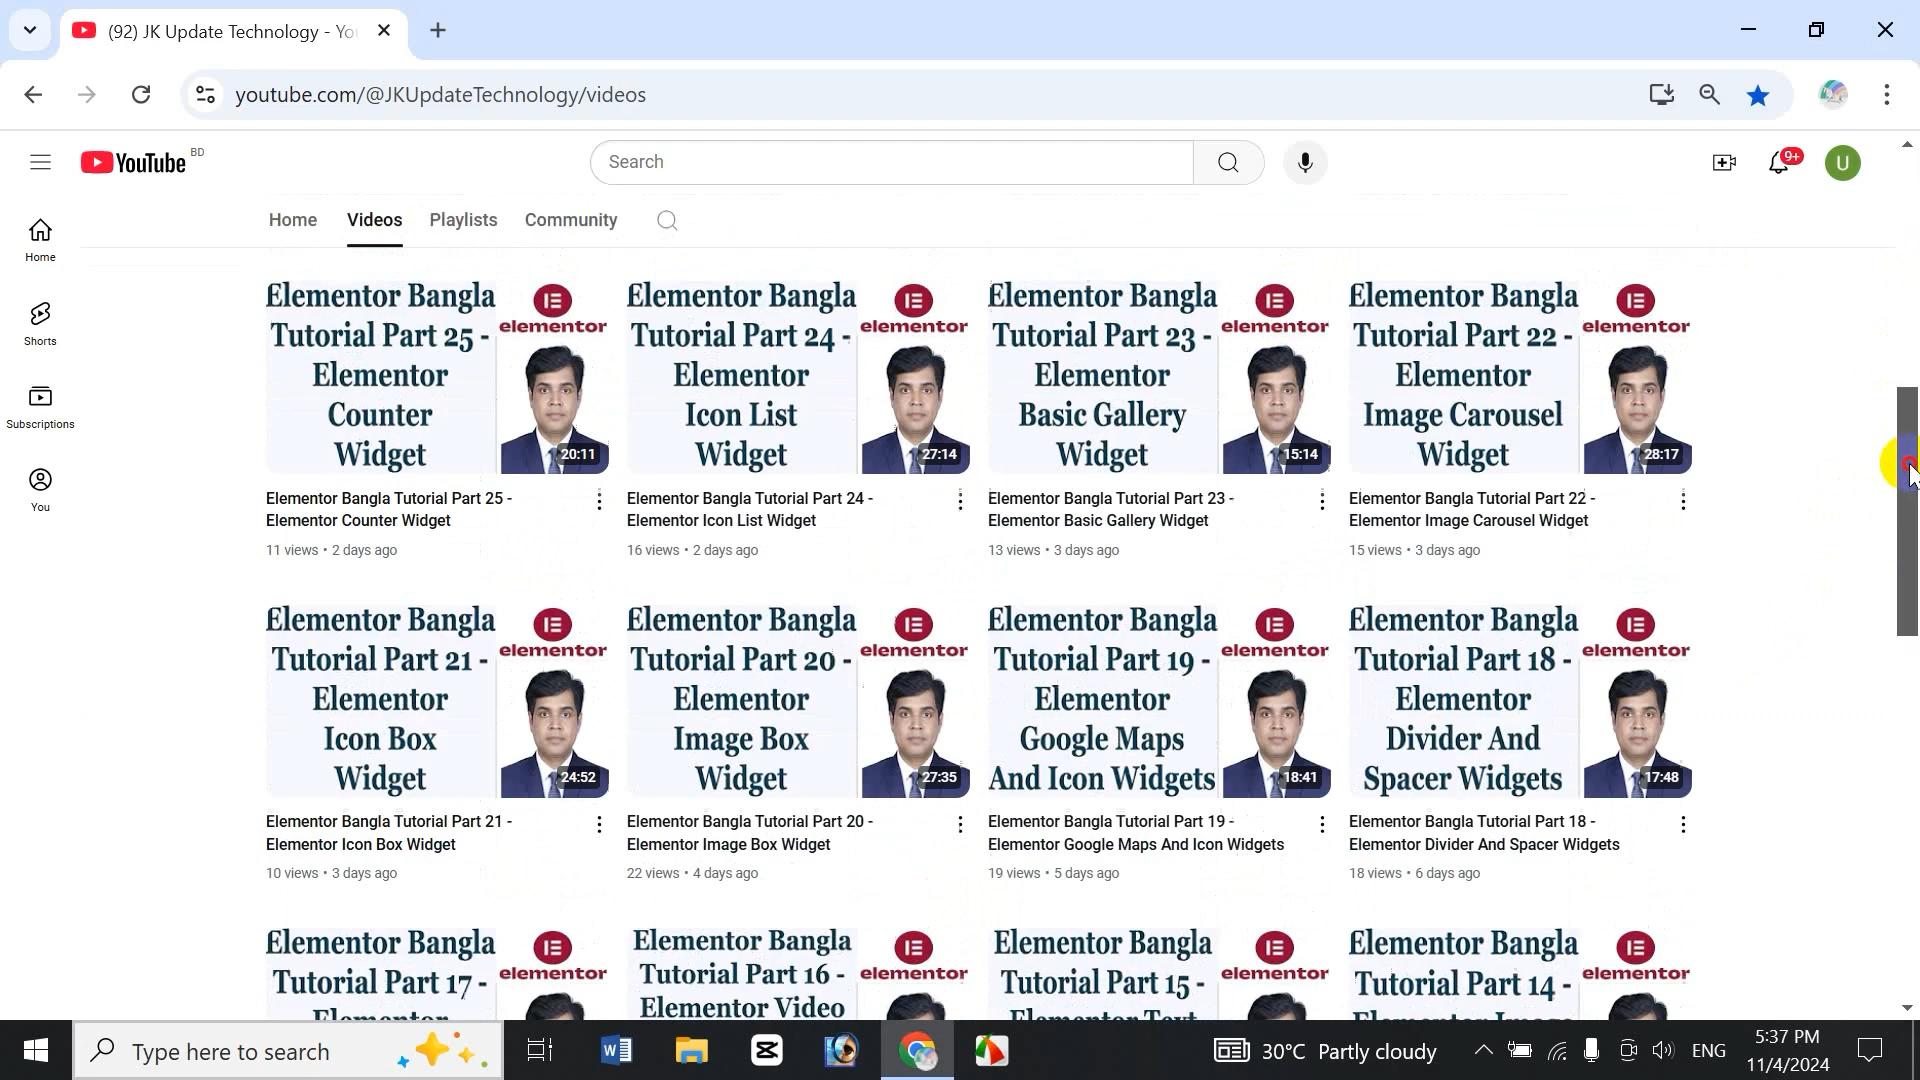 (92) JK Update Technology - You
youtube.com/@JKUpdateTechnology/videos
YouTube BD
Search
9+
U
Home
Videos
Playlists
Community
Home
Shorts
Subscriptions
You
Elementor Bangla
Tutorial Part 25 -
Elementor
Counter
Widget
elementor
20:11
Elementor Bangla
Tutorial Part 24 -
Elementor
Icon List
Widget
elementor
27:14
Elementor Bangla
Tutorial Part 23 -
Elementor
Basic Gallery
Widget
elementor
15:14
Elementor Bangla
Tutorial Part 22 -
Elementor
Image Carousel
Widget
elementor
28:17
Elementor Bangla Tutorial Part 25 -
Elementor Counter Widget
11 views • 2 days ago
Elementor Bangla Tutorial Part 24 -
Elementor Icon List Widget
16 views • 2 days ago
Elementor Bangla Tutorial Part 23 -
Elementor Basic Gallery Widget
13 views • 3 days ago
Elementor Bangla Tutorial Part 22 -
Elementor Image Carousel Widget
15 views • 3 days ago
Elementor Bangla
Tutorial Part 21 -
Elementor
Icon Box
Widget
elementor
24:52
Elementor Bangla
Tutorial Part 20 -
Elementor
Image Box
Widget
elementor
27:35
Elementor Bangla
Tutorial Part 19 -
Elementor
Google Maps
And Icon Widgets
elementor
18:41
Elementor Bangla
Tutorial Part 18 -
Elementor
Divider And
Spacer Widgets
elementor
17:48
Elementor Bangla Tutorial Part 21 -
Elementor Icon Box Widget
10 views • 3 days ago
Elementor Bangla Tutorial Part 20 -
Elementor Image Box Widget
22 views • 4 days ago
Elementor Bangla Tutorial Part 19 -
Elementor Google Maps And Icon Widgets
19 views • 5 days ago
Elementor Bangla Tutorial Part 18 -
Elementor Divider And Spacer Widgets
18 views • 6 days ago
Elementor Bangla
Tutorial Part 17 -
Elementor
elementor
Elementor Bangla
Tutorial Part 16 -
Elementor Video
elementor
Elementor Bangla
Tutorial Part 15 -
Elementor Text
elementor
Elementor Bangla
Tutorial Part 14 -
Elementor Image
elementor
Type here to search
30°C Partly cloudy
ENG
5:37 PM
11/4/2024